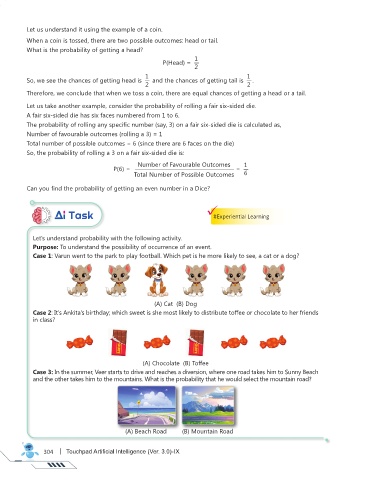 Let us understand it using the example of a coin.
When a coin is tossed, there are two possible outcomes: head or tail.
What is the probability of getting a head?
P(Head) = 1/2
So, we see the chances of getting head is 1/2 and the chances of getting tail is 1/2.
Therefore, we conclude that when we toss a coin, there are equal chances of getting a head or a tail.
Let us take another example, consider the probability of rolling a fair six-sided die.
A fair six-sided die has six faces numbered from 1 to 6.
The probability of rolling any specific number (say, 3) on a fair six-sided die is calculated as,
Number of favourable outcomes (rolling a 3) = 1
Total number of possible outcomes = 6 (since there are 6 faces on the die)
So, the probability of rolling a 3 on a fair six-sided die is:
P(6) = Number of Favourable Outcomes / Total Number of Possible Outcomes = 1/6
Can you find the probability of getting an even number in a Dice?
Ai Task
#Experiential Learning
Let's understand probability with the following activity.
Purpose: To understand the possibility of occurrence of an event.
Case 1: Varun went to the park to play football. Which pet is he more likely to see, a cat or a dog?
(A) Cat (B) Dog
Case 2: It's Ankita's birthday; which sweet is she most likely to distribute toffee or chocolate to her friends
in class?
(A) Chocolate (B) Toffee
Case 3: In the summer, Veer starts to drive and reaches a diversion, where one road takes him to Sunny Beach
and the other takes him to the mountains. What is the probability that he would select the mountain road?
(A) Beach Road (B) Mountain Road
304 | Touchpad Artificial Intelligence (Ver. 3.0)-IX